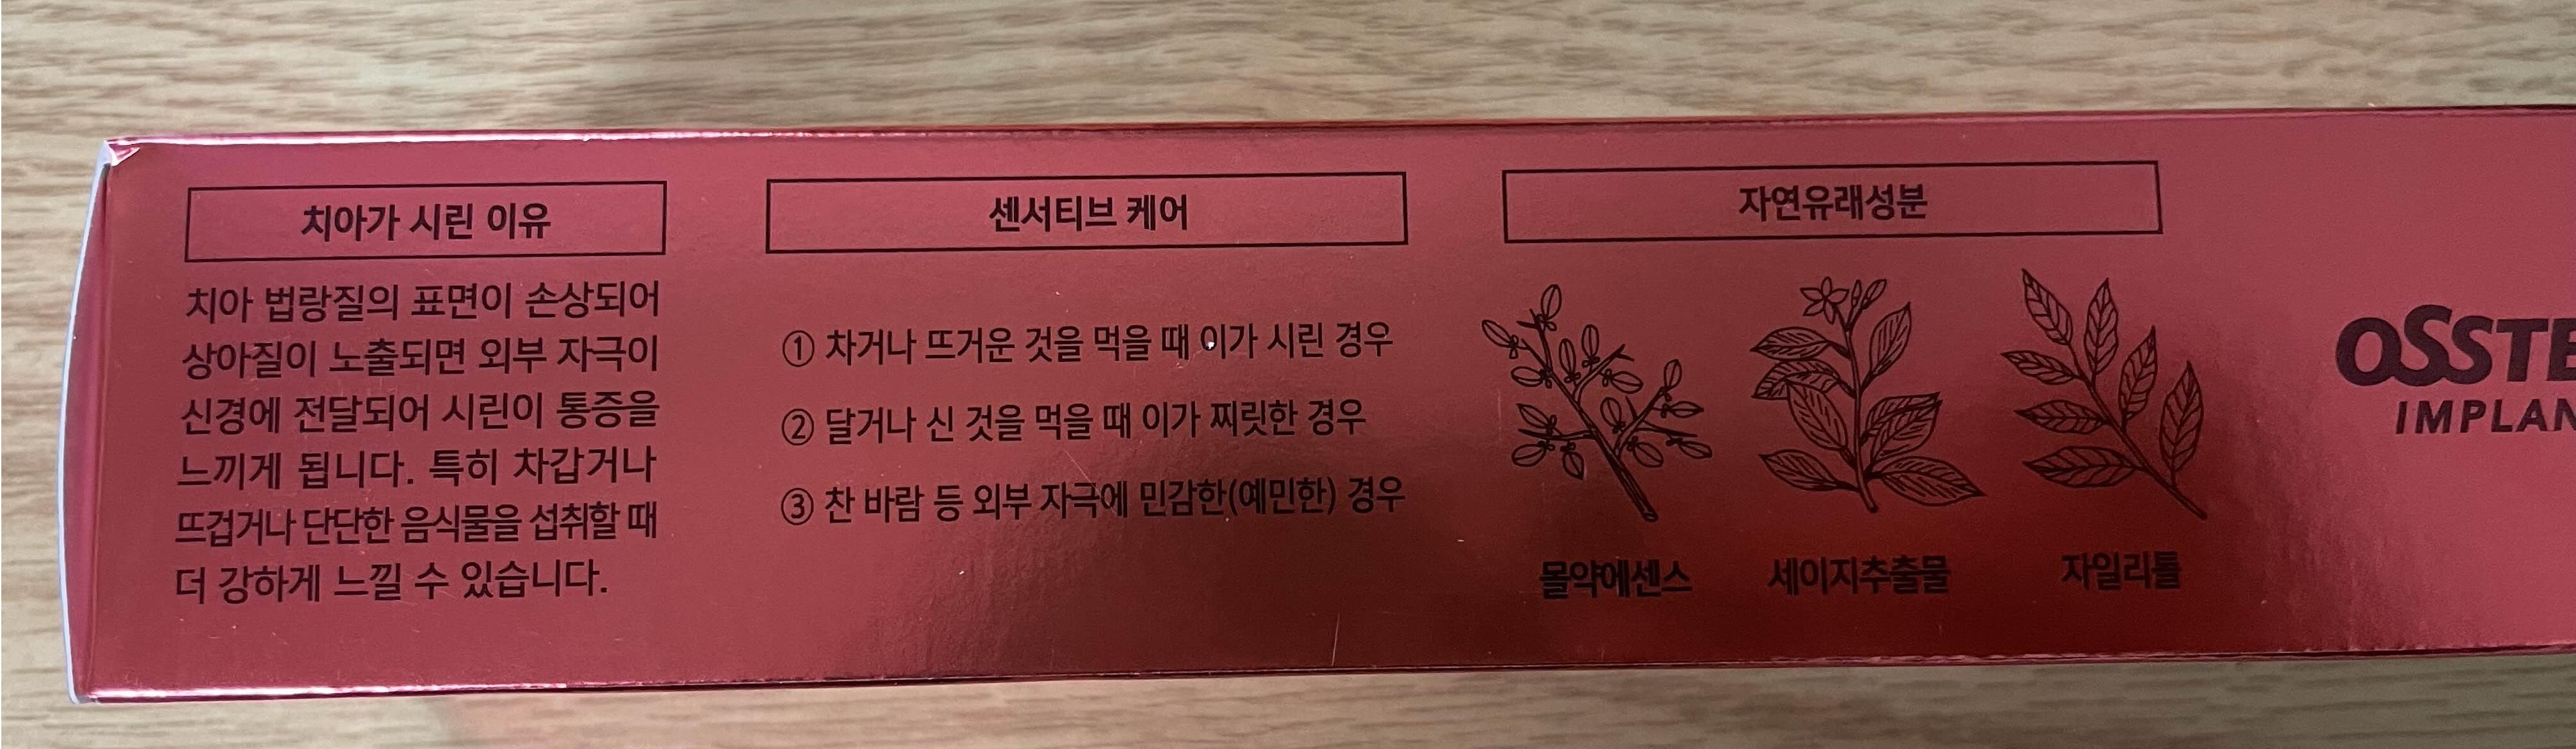 치아가 시린 이유
치아 법랑질의 표면이 손상되어
상아질이 노출되면 외부 자극이
신경에 전달되어 시린이 통증을
느끼게 됩니다. 특히 차갑거나
뜨겁거나 단단한 음식물을 섭취할 때
더 강하게 느낄 수 있습니다.
센서티브 케어
① 차거나 뜨거운 것을 먹을 때 이가 시린 경우
② 달거나 신 것을 먹을 때 이가 찌릿한 경우
③ 찬 바람 등 외부 자극에 민감한(예민한) 경우
자연유래성분
몰약에센스
세이지추출물
자일리톨
OSSTE
IMPLAN